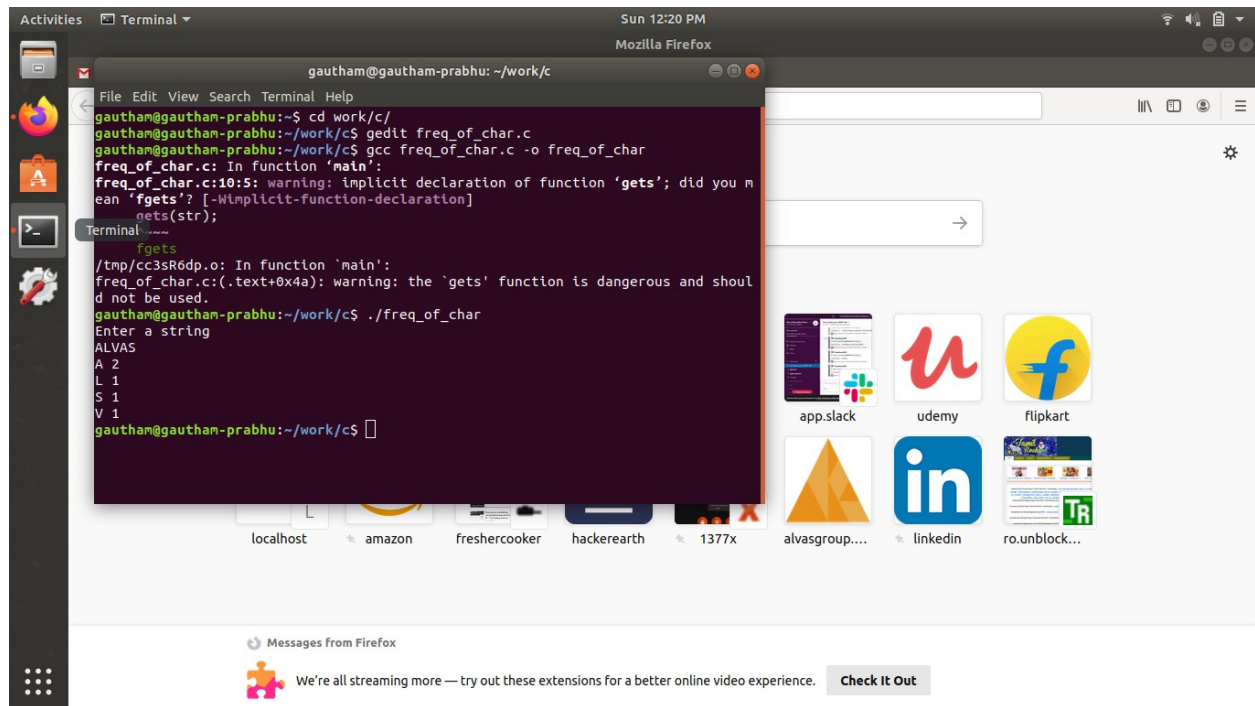 Activities Terminal Sun 12:20 PM
Mozilla Firefox
gautham@gautham-prabhu: ~/work/c
File Edit View Search Terminal Help
gautham@gautham-prabhu:~$ cd work/c/
gautham@gautham-prabhu:~/work/c$ gedit freq_of_char.c
gautham@gautham-prabhu:~/work/c$ gcc freq_of_char.c -o freq_of_char
freq_of_char.c: In function ‘main’:
freq_of_char.c:10:5: warning: implicit declaration of function ‘gets’; did you m
ean ‘fgets’? [-Wimplicit-function-declaration]
gets(str);
Terminal ~~~
fgets
/tmp/cc3sR6dp.o: In function `main':
freq_of_char.c:(.text+0x4a): warning: the `gets' function is dangerous and shoul
d not be used.
gautham@gautham-prabhu:~/work/c$ ./freq_of_char
Enter a string
ALVAS
A 2
L 1
S 1
V 1
gautham@gautham-prabhu:~/work/c$
app.slack udemy flipkart
in
TR
L
X
localhost amazon freshercooker hackerearth 1377x alvasgroup.... linkedin ro.unblock...
Messages from Firefox
We're all streaming more — try out these extensions for a better online video experience. Check It Out